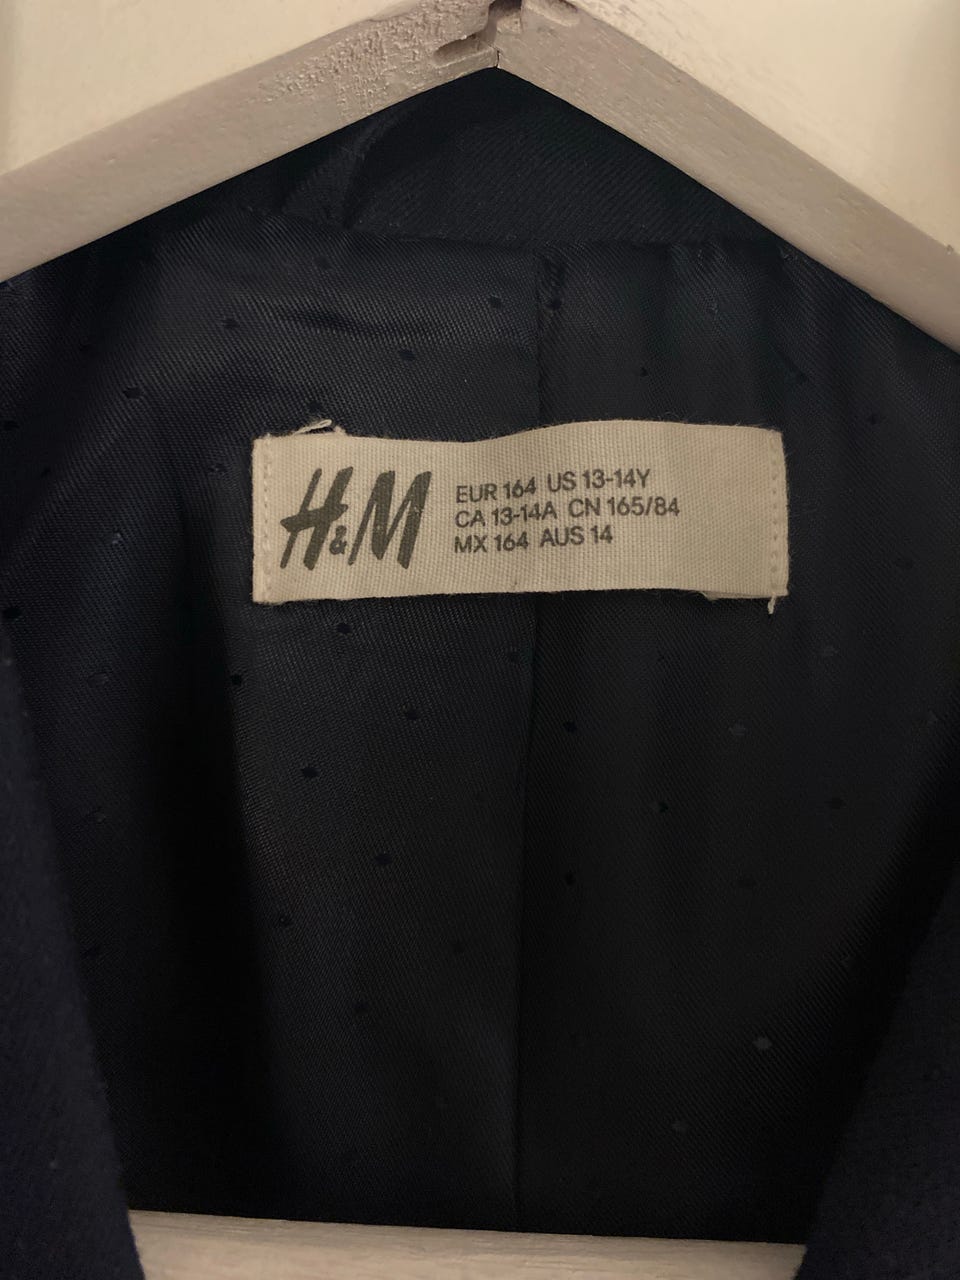 H&M
EUR 164 US 13-14Y
CA 13-14A CN 165/84
MX 164 AUS 14